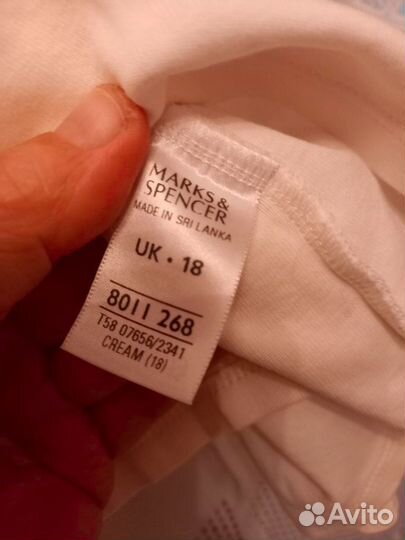 MARKS &
SPENCER
MADE IN SRI LANKA
UK · 18
8011 268
T58 07656/2341
CREAM (18)
Avito